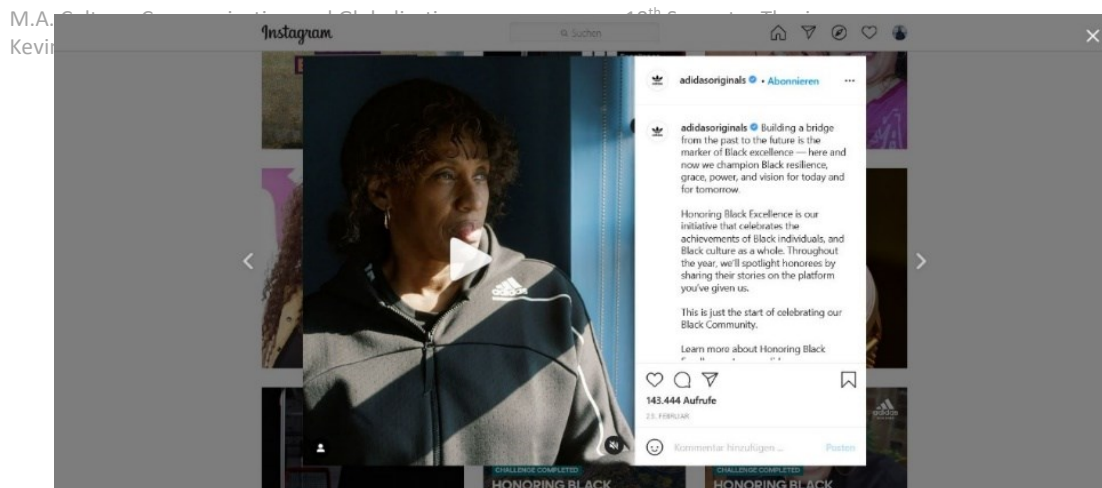 M.A.
Kevin
Instagram
Suchen
adidasoriginals • Abonnieren
adidasoriginals Building a bridge
from the past to the future is the
marker of Black excellence — here and
now we champion Black resilience,
grace, power, and vision for today and
for tomorrow.
Honoring Black Excellence is our
initiative that celebrates the
achievements of Black individuals, and
Black culture as a whole. Throughout
the year, we'll spotlight honorees by
sharing their stories on the platform
you've given us.
This is just the start of celebrating our
Black Community.
Learn more about Honoring Black
adidas
143.444 Aufrufe
23. FEBRUAR
Kommentar hinzufügen ... Posten
adidas
CHALLENGE COMPLETED
HONORING BLACK
CHALLENGE COMPLETED
HONORING BLACK